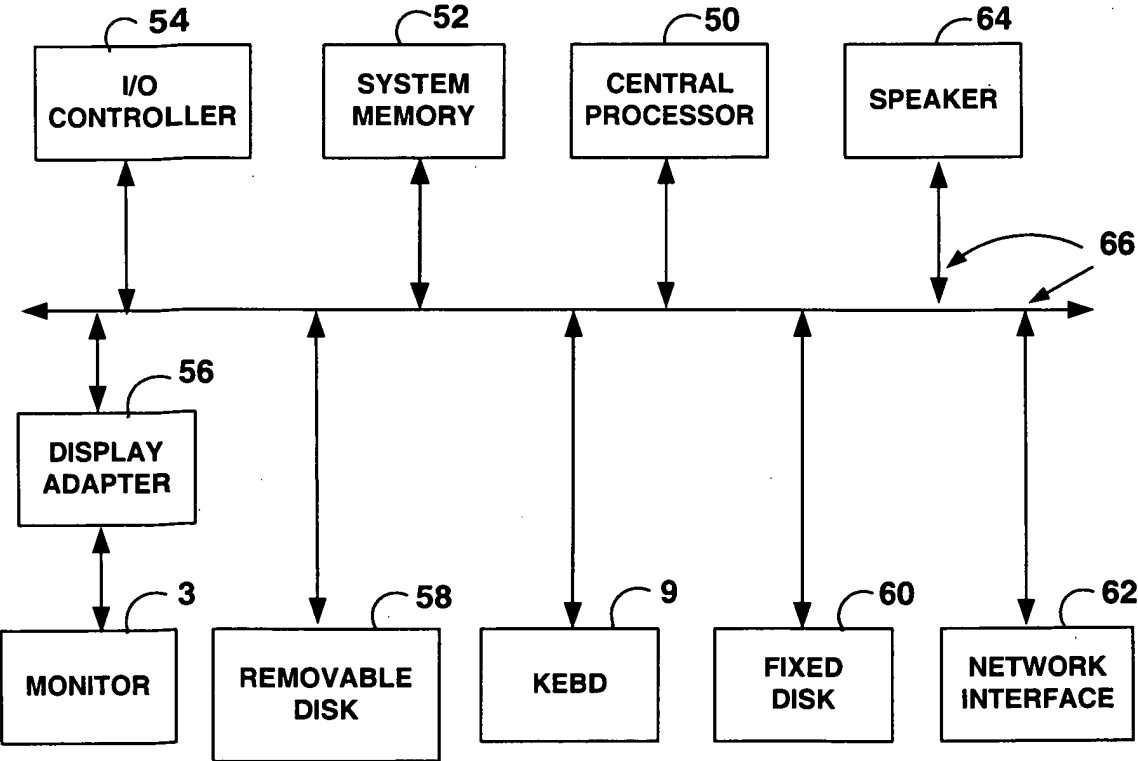 54
52
50
64
I/O
CONTROLLER
SYSTEM
MEMORY
CENTRAL
PROCESSOR
SPEAKER
66
56
DISPLAY
ADAPTER
3
58
9
60
62
MONITOR
REMOVABLE
DISK
KEBD
FIXED
DISK
NETWORK
INTERFACE